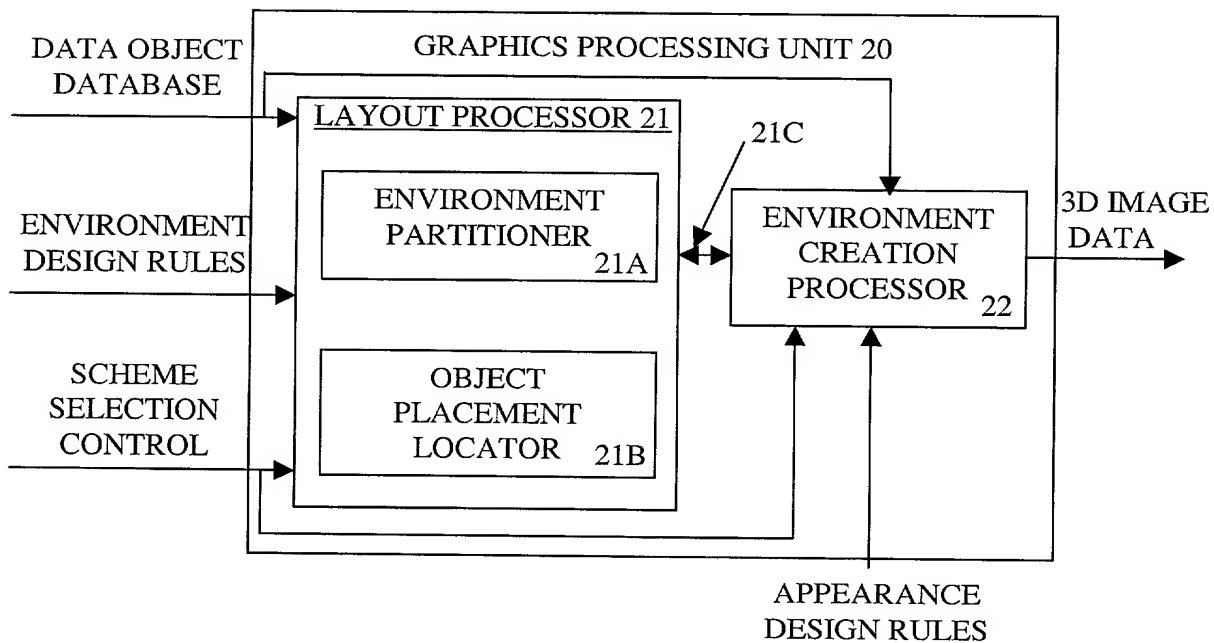 DATA OBJECT
DATABASE
GRAPHICS PROCESSING UNIT 20
LAYOUT PROCESSOR 21
21C
ENVIRONMENT
PARTITIONER
21A
ENVIRONMENT
DESIGN RULES
ENVIRONMENT
CREATION
PROCESSOR
22
3D IMAGE
DATA
SCHEME
SELECTION
CONTROL
OBJECT
PLACEMENT
LOCATOR
21B
APPEARANCE
DESIGN RULES